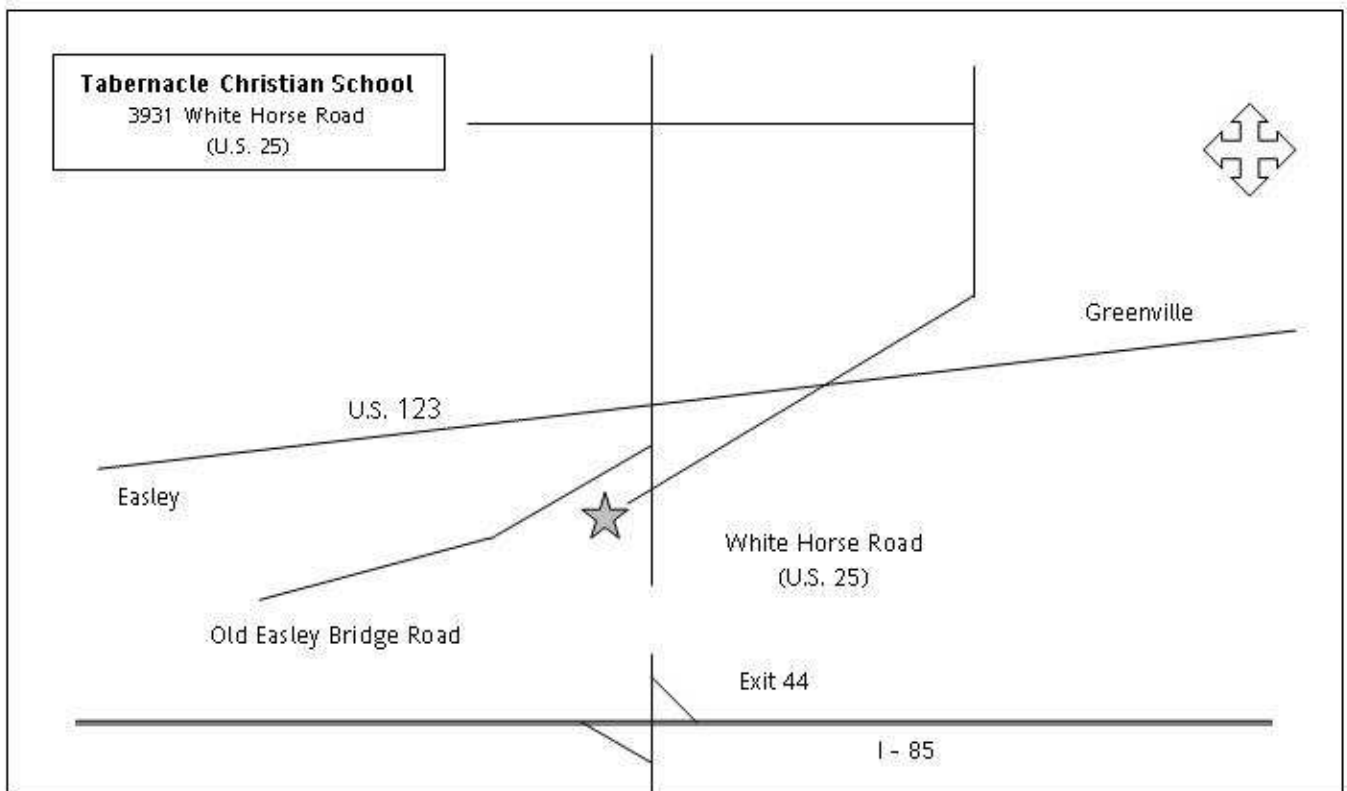 Tabernacle Christian School
3931 White Horse Road
(U.S. 25)
Greenville
U.S. 123
Easley
White Horse Road
(U.S. 25)
Old Easley Bridge Road
Exit 44
I - 85